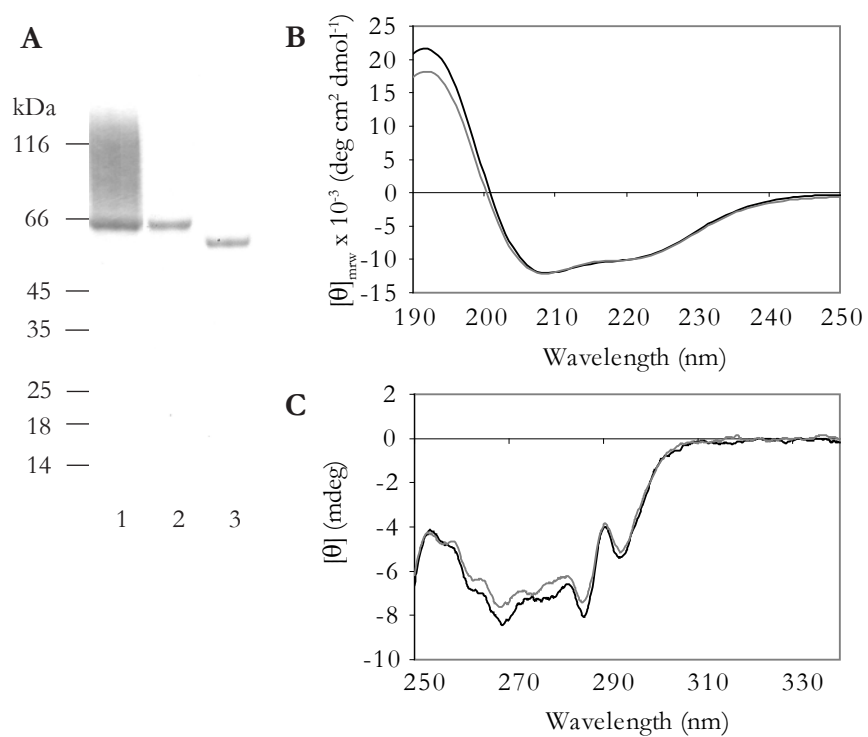 A
kDa
116
66
45
35
25
18
14
1 2 3
B
[θ]mrw x 10⁻³ (deg cm² dmol⁻¹)
25
20
15
10
5
0
-5
-10
-15
190 200 210 220 230 240 250
Wavelength (nm)
C
[θ] (mdeg)
2
0
-2
-4
-6
-8
-10
250 270 290 310 330
Wavelength (nm)